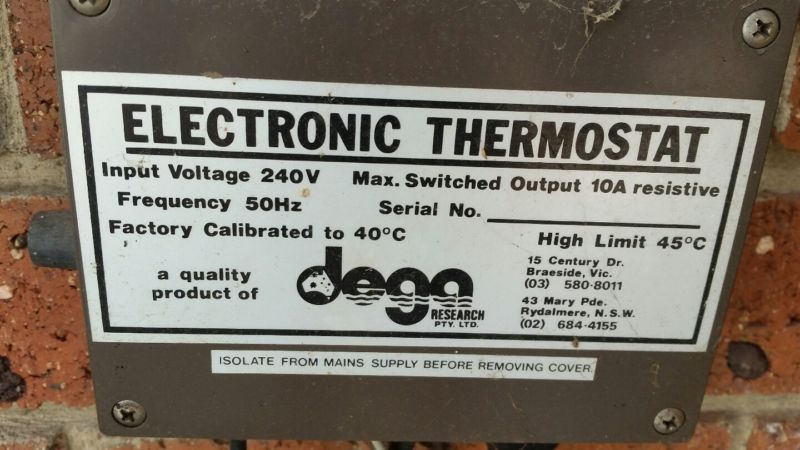 ELECTRONIC THERMOSTAT
Input Voltage 240V Max. Switched Output 10A resistive
Frequency 50Hz Serial No.
Factory Calibrated to 40°C High Limit 45°C
a quality
product of
dega
RESEARCH
PTY. LTD.
15 Century Dr.
Braeside, Vic.
(03) 580-8011
43 Mary Pde.
Rydalmere, N.S.W.
(02) 684-4155
ISOLATE FROM MAINS SUPPLY BEFORE REMOVING COVER.